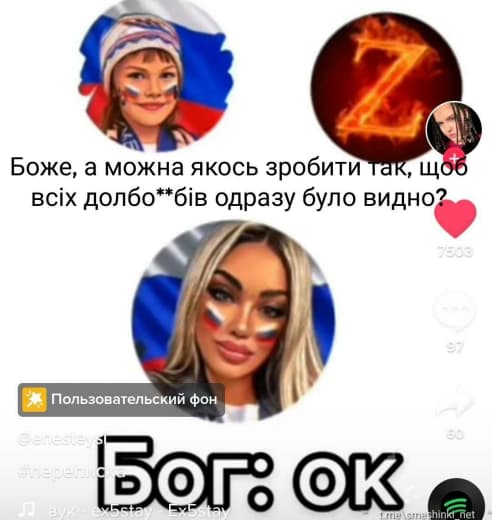 Боже, а можна якось зробити так, щоб
всіх долбо**бів одразу було видно?
7503
97
Пользовательский фон
60
@enesteysi
Бог: ок
вук - ex5stay - Ex5stay
t.me\smeshinki_net